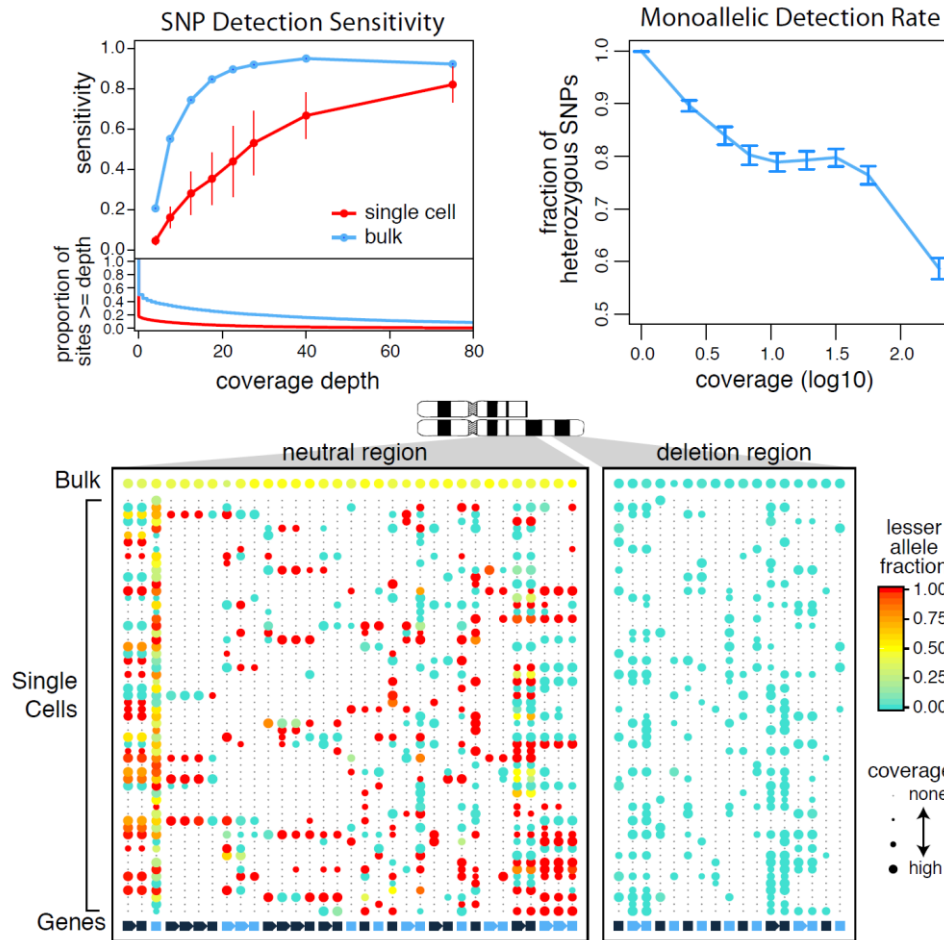 SNP Detection Sensitivity
sensitivity
1.0
0.8
0.6
0.4
0.2
0.0
single cell
bulk
proportion of
sites >= depth
1.0
0.8
0.6
0.4
0.2
0.0
0 20 40 60 80
coverage depth
Monoallelic Detection Rate
fraction of
heterozygous SNPs
1.0
0.9
0.8
0.7
0.6
0.5
0.0 0.5 1.0 1.5 2.0
coverage (log10)
neutral region
deletion region
Bulk
Single
Cells
Genes
lesser
allele
fraction
1.00
0.75
0.50
0.25
0.00
coverage
none
high